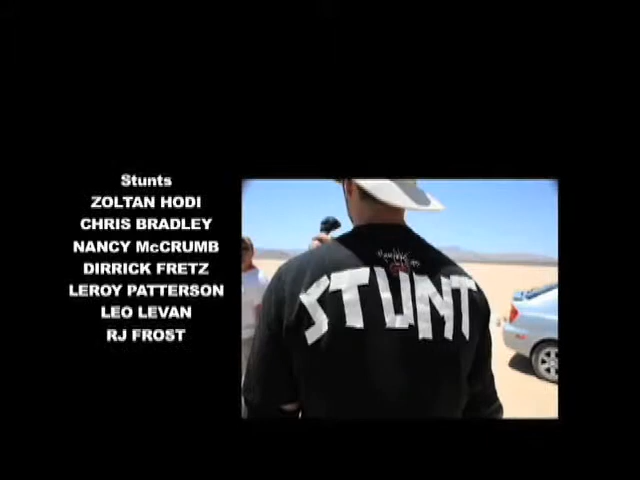 Stunts
ZOLTAN HODI
CHRIS BRADLEY
NANCY McCRUMB
DIRRICK FRETZ
LEROY PATTERSON
LEO LEVAN
RJ FROST
STUNT